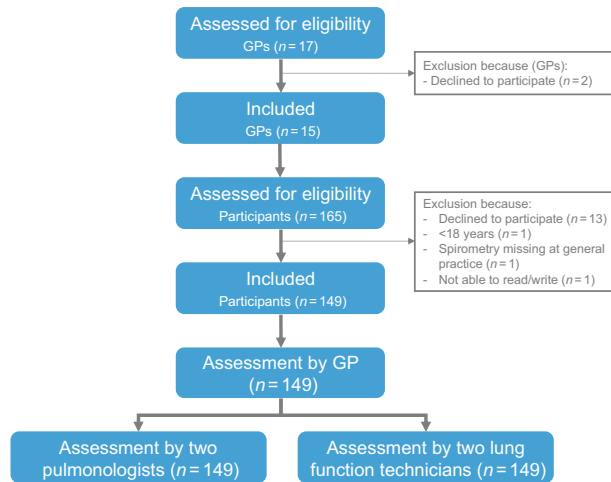 Assessed for eligibility
GPs (n=17)
Exclusion because (GPs):
- Declined to participate (n=2)
Included
GPs (n=15)
Assessed for eligibility
Participants (n=165)
Exclusion because:
- Declined to participate (n=13)
- <18 years (n=1)
- Spirometry missing at general
practice (n=1)
- Not able to read/write (n=1)
Included
Participants (n=149)
Assessment by GP
(n=149)
Assessment by two
pulmonologists (n=149)
Assessment by two lung
function technicians (n=149)